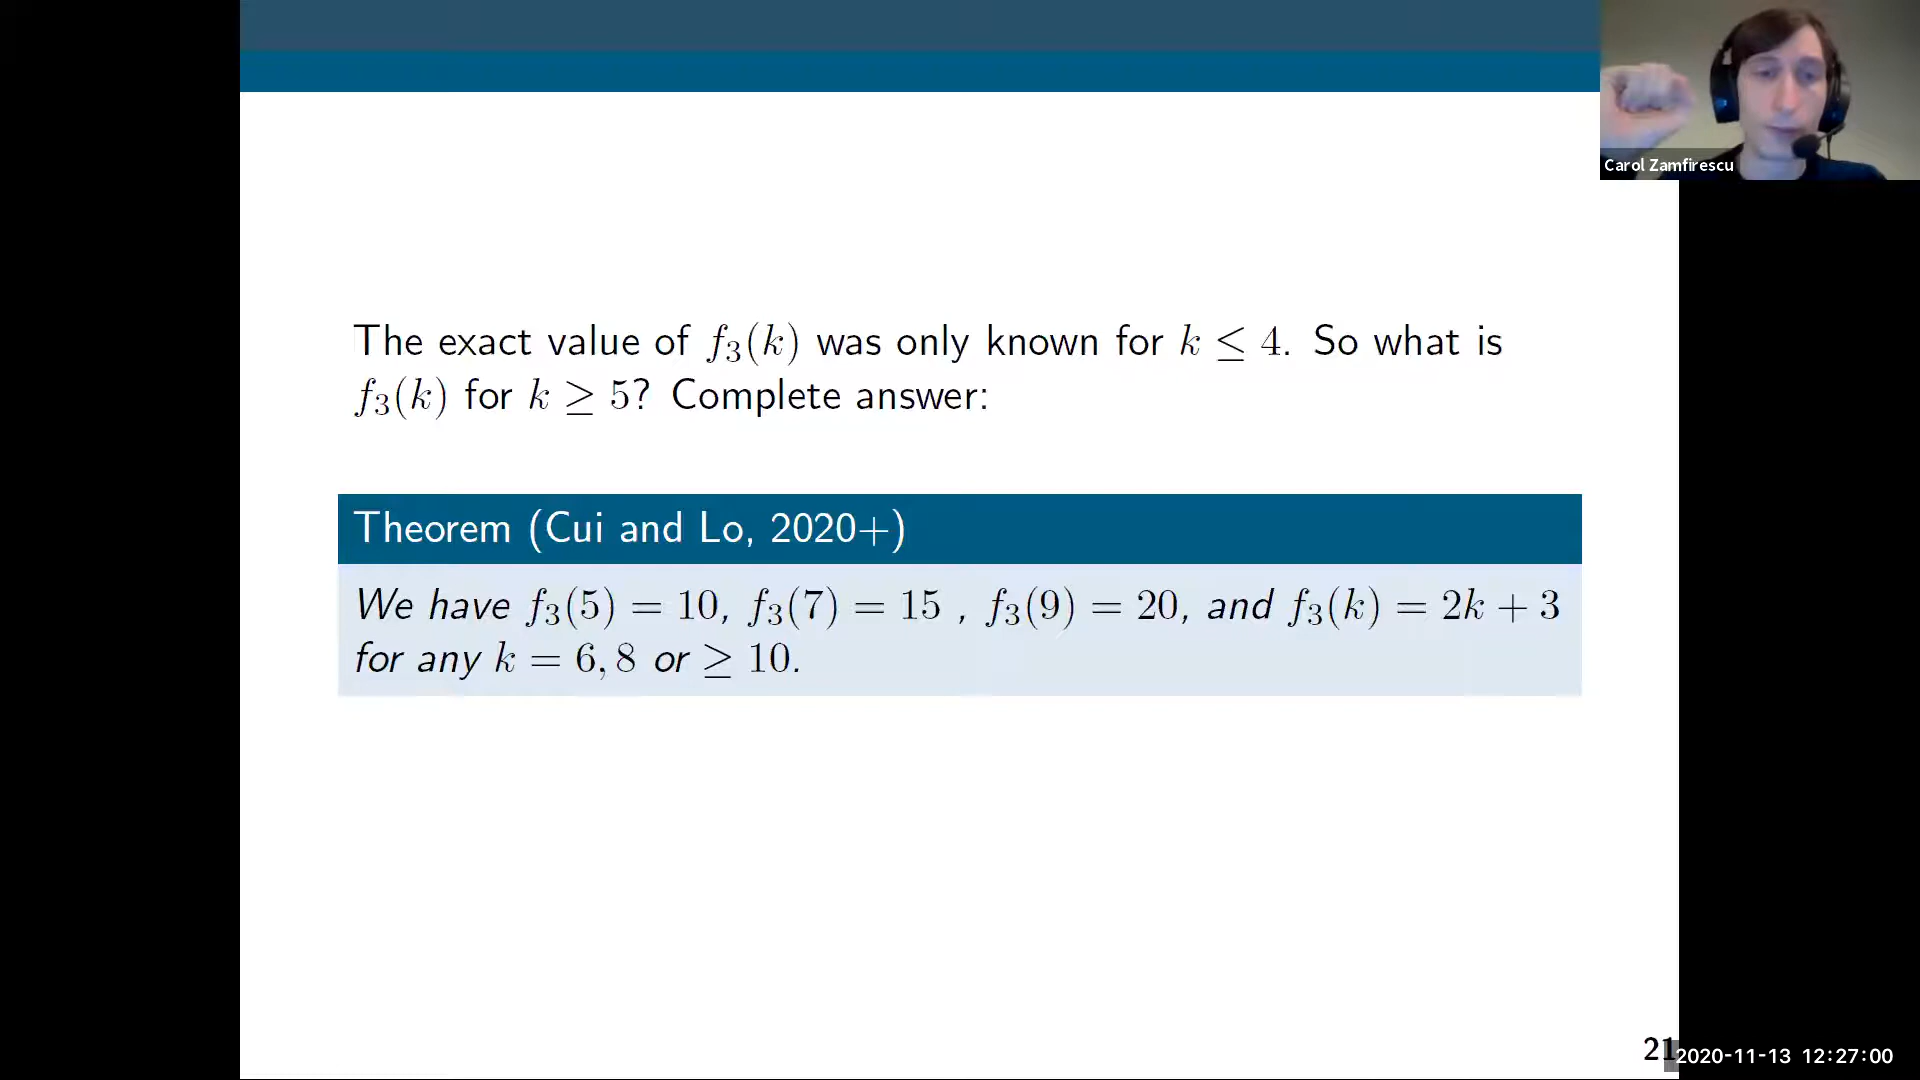 Carol Zamfirescu
The exact value of f₃(k) was only known for k ≤ 4. So what is
f₃(k) for k ≥ 5? Complete answer:
Theorem (Cui and Lo, 2020+)
We have f₃(5) = 10, f₃(7) = 15 , f₃(9) = 20, and f₃(k) = 2k + 3
for any k = 6, 8 or ≥ 10.
21
2020-11-13 12:27:00